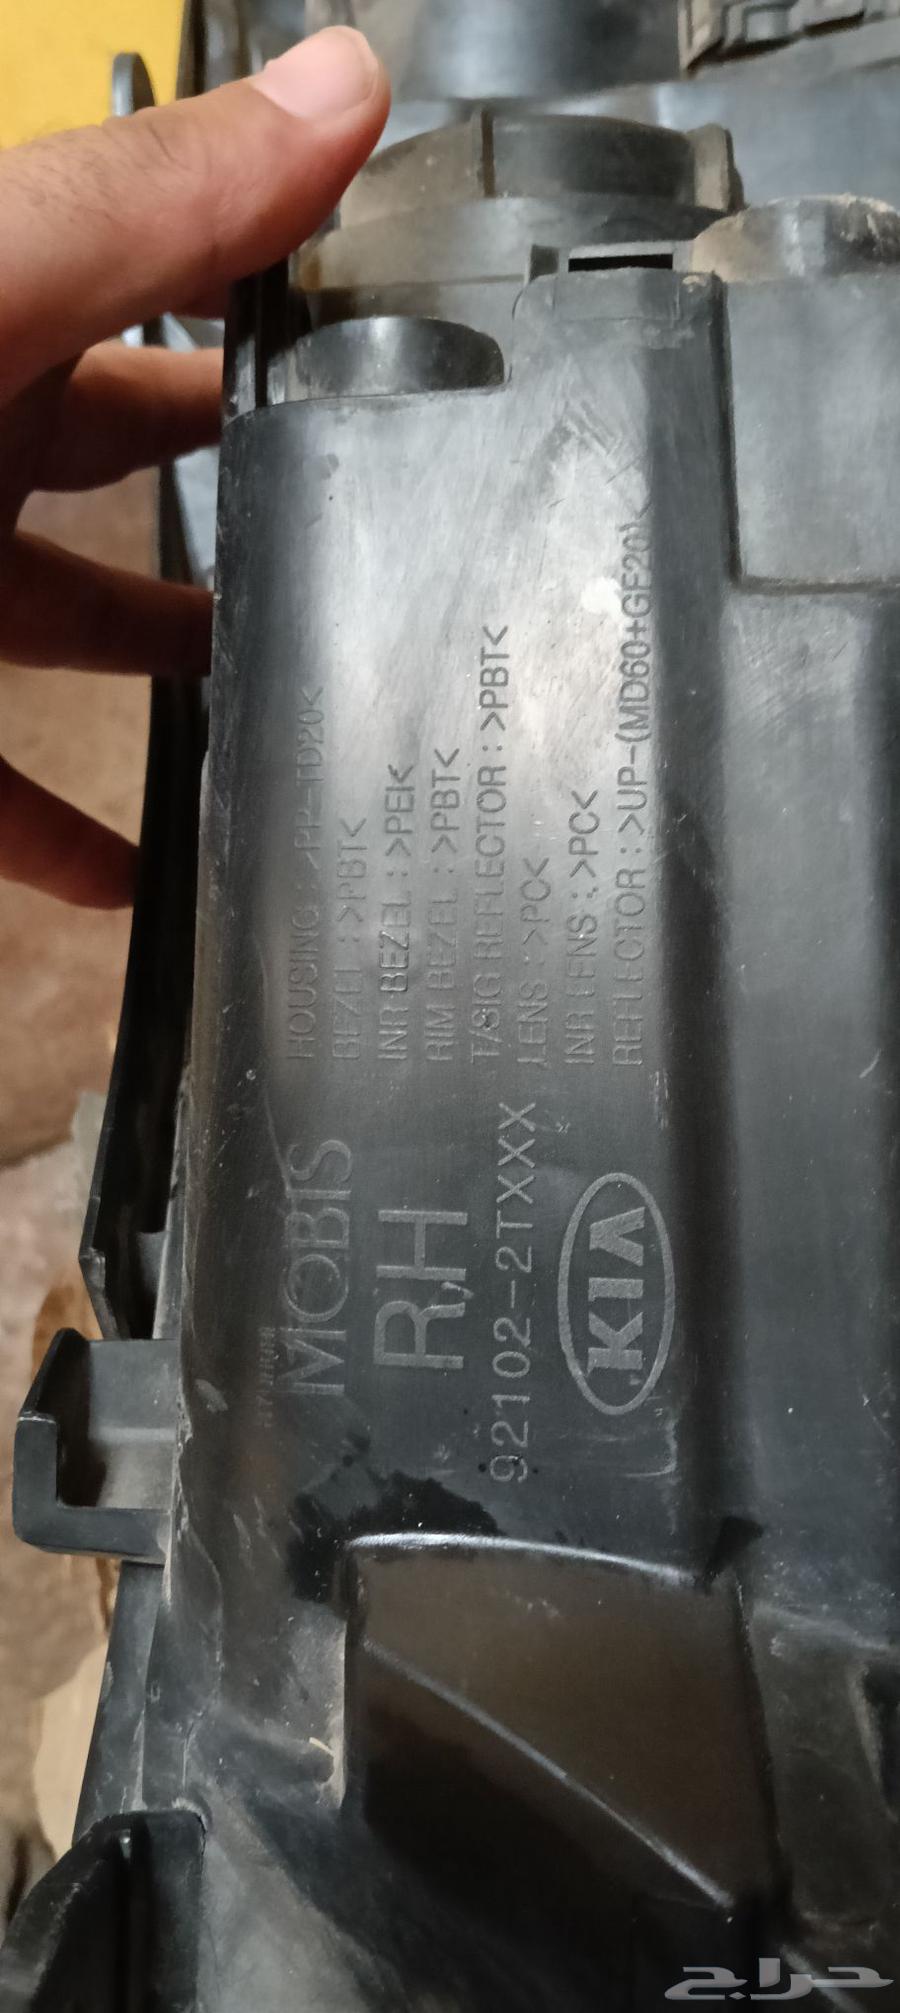 HOUSING : >PP-TD20<
BEZEL : >PBT<
INR BEZEL : >PEI<
RIM BEZEL : >PBT<
T/SIG REFLECTOR : >PBT<
LENS : >PC<
INR LENS : >PC<
REFLECTOR : >UP-(MD60+GF20)<
MOBIS
RH
92102-2TXXX
KIA
حراج